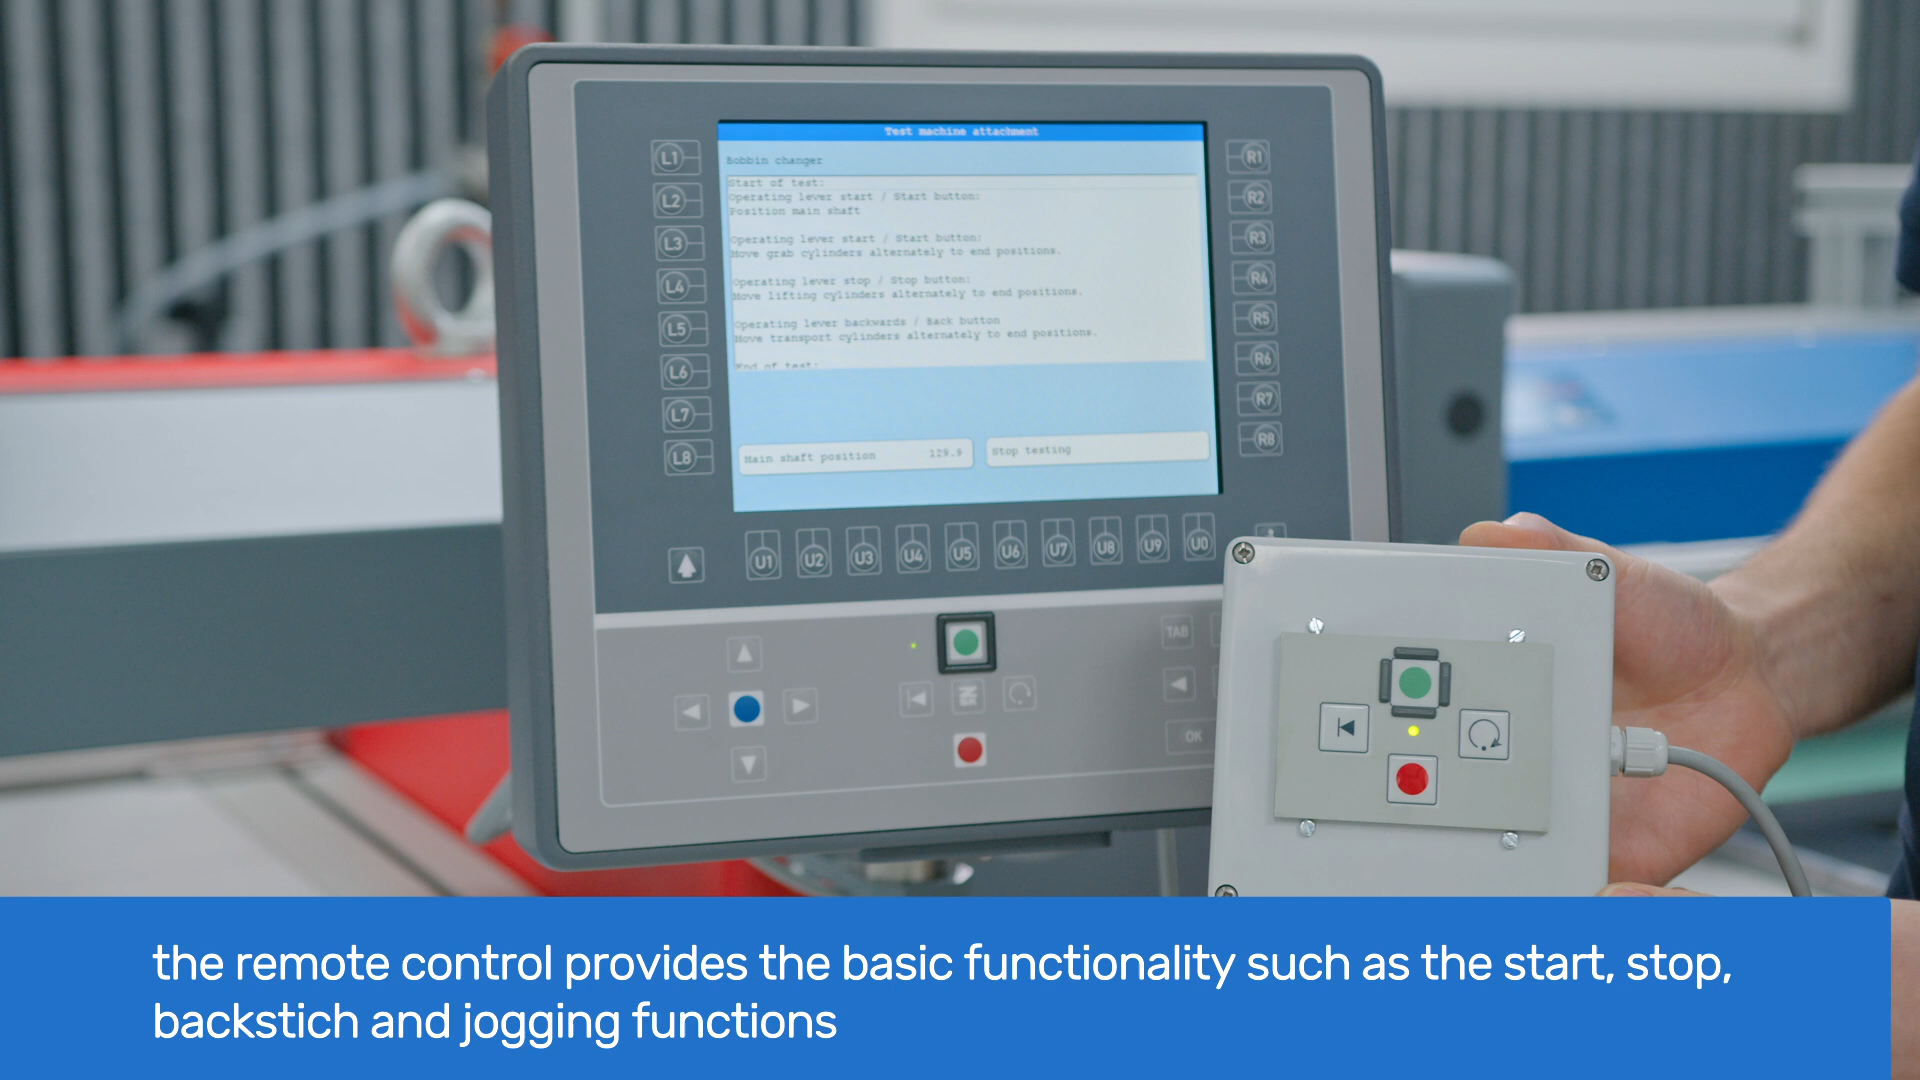 Test machine attachment
Bobbin changer
Start of test:
Operating lever start / Start button:
Position main shaft
Operating lever start / Start button:
Move grab cylinders alternately to end positions.
Operating lever stop / Stop button:
Move lifting cylinders alternately to end positions.
Operating lever backwards / Back button
Move transport cylinders alternately to end positions.
End of test:
Main shaft position 129.9
Stop testing
L1
L2
L3
L4
L5
L6
L7
L8
R1
R2
R3
R4
R5
R6
R7
R8
U1 U2 U3 U4 U5 U6 U7 U8 U9 U0
TAB
OK
the remote control provides the basic functionality such as the start, stop,
backstich and jogging functions